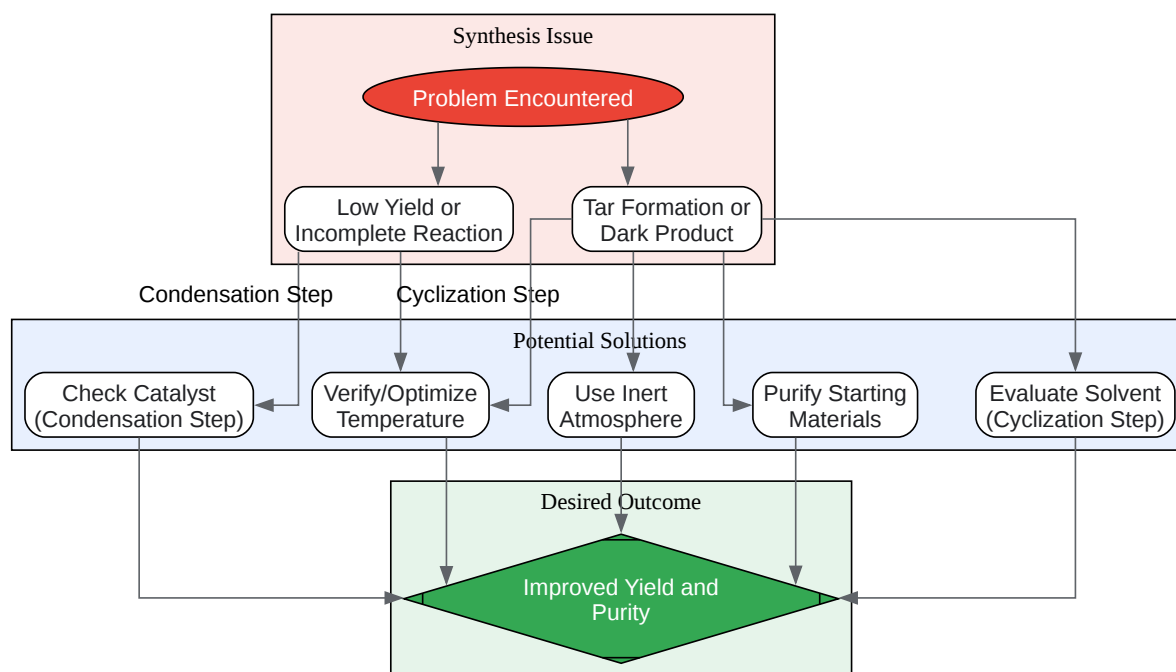 Synthesis Issue
Problem Encountered
Low Yield or
Incomplete Reaction
Tar Formation or
Dark Product
Condensation Step
Cyclization Step
Potential Solutions
Check Catalyst
(Condensation Step)
Verify/Optimize
Temperature
Use Inert
Atmosphere
Purify Starting
Materials
Evaluate Solvent
(Cyclization Step)
Desired Outcome
Improved Yield and
Purity